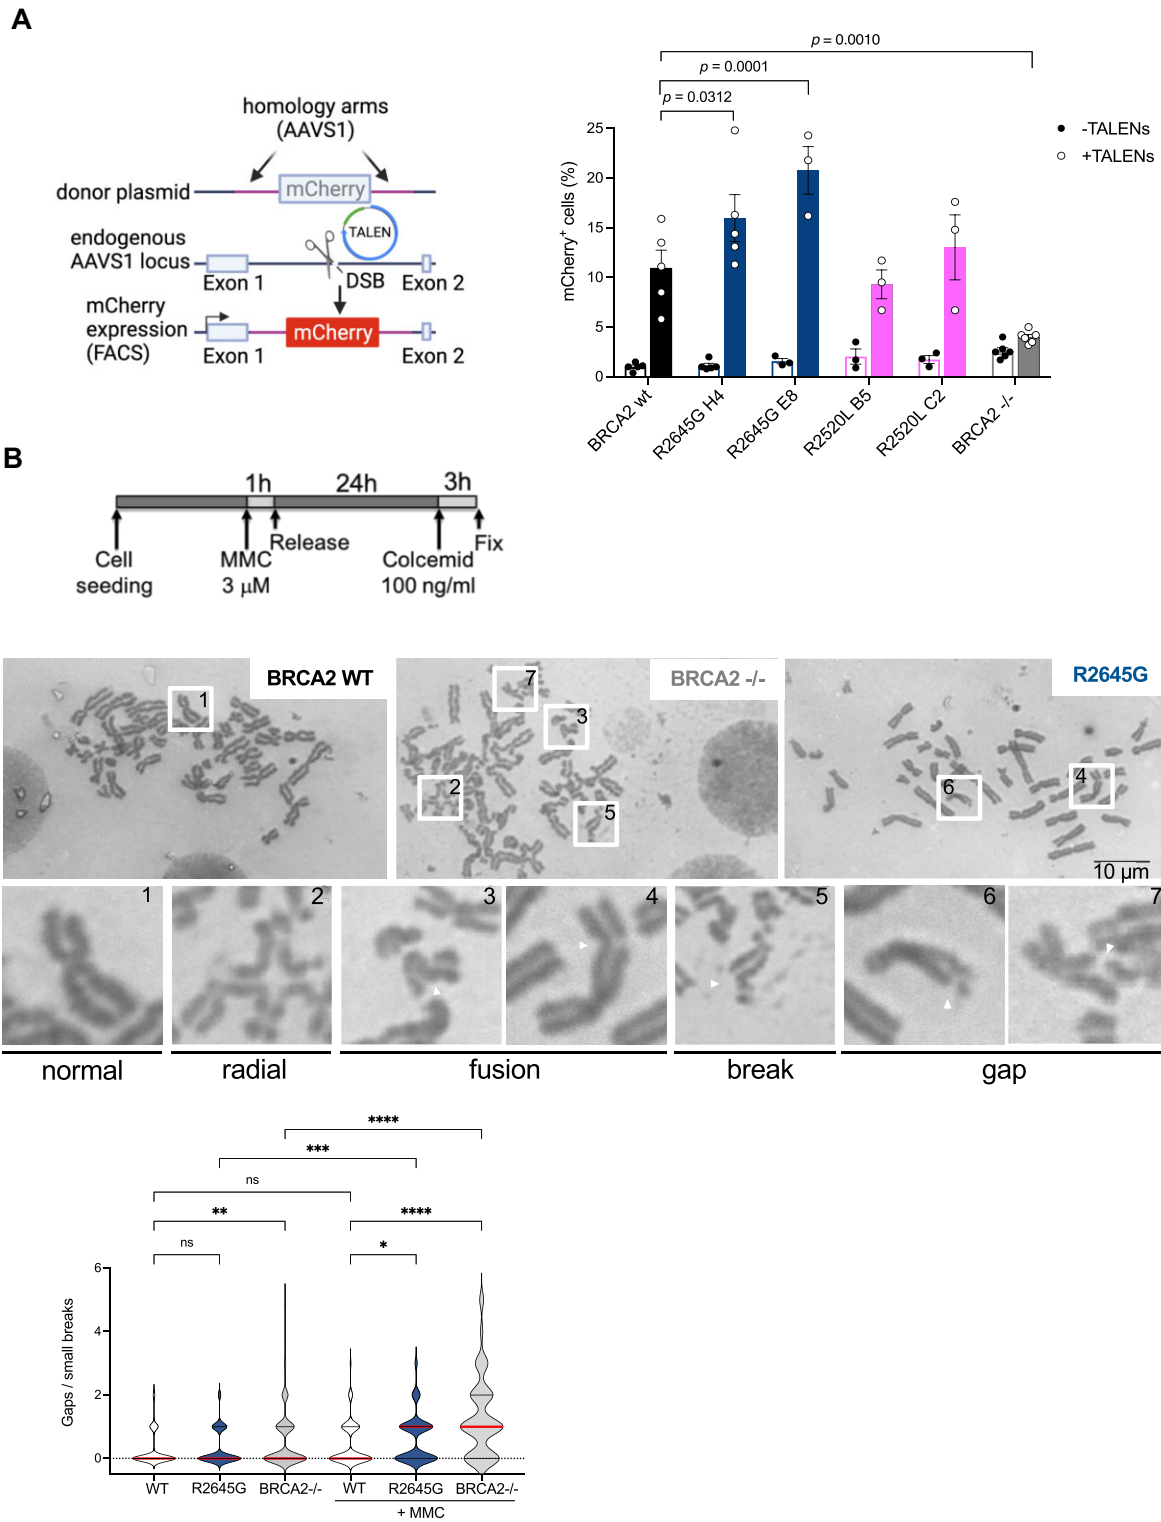 A
homology arms
(AAVS1)
donor plasmid
mCherry
TALEN
endogenous
AAVS1 locus
Exon 1
DSB
Exon 2
mCherry
expression
(FACS)
mCherry
Exon 1
Exon 2
p = 0.0010
p = 0.0001
p = 0.0312
-TALENs
+TALENs
mCherry+ cells (%)
25
20
15
10
5
0
BRCA2 wt
R2645G H4
R2645G E8
R2520L B5
R2520L C2
BRCA2 -/-
B
1h
24h
3h
Cell
seeding
MMC
3 µM
Release
Colcemid
100 ng/ml
Fix
BRCA2 WT
1
BRCA2 -/-
7
3
2
5
R2645G
6
4
10 µm
1
2
3
4
5
6
7
normal
radial
fusion
break
gap
****
***
ns
**
****
ns
*
Gaps / small breaks
6
4
2
0
WT
R2645G
BRCA2-/-
WT
R2645G
BRCA2-/-
+ MMC